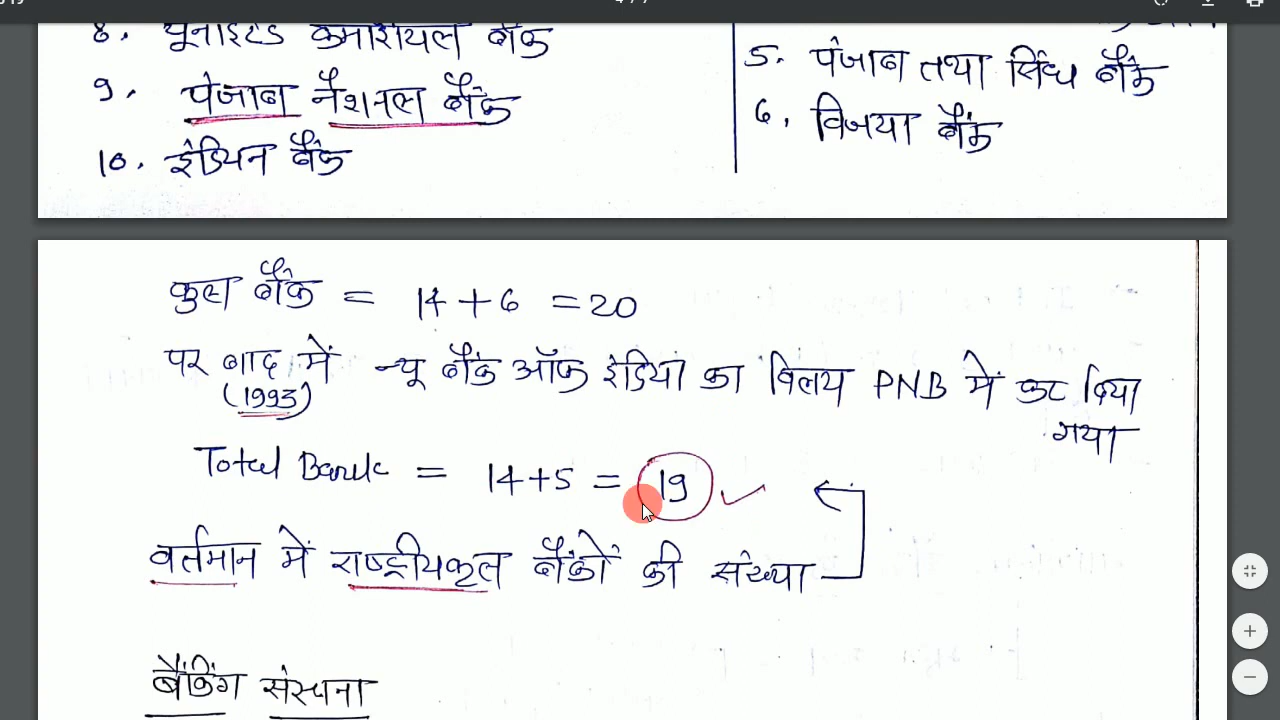 8. यूनाइटेड कमर्शियल बैंक
9. पंजाब नैशनल बैंक
10. इंडियन बैंक
5. पंजाब तथा सिंध बैंक
6. विजया बैंक
कुल बैंक = 14 + 6 = 20
पर बाद में न्यू बैंक ऑफ इंडिया का विलय PNB में कर दिया
(1993)
गया
Total Bank = 14+5 = 19
वर्तमान में राष्ट्रीयकृत बैंकों की संख्या
बैंकिंग संरचना